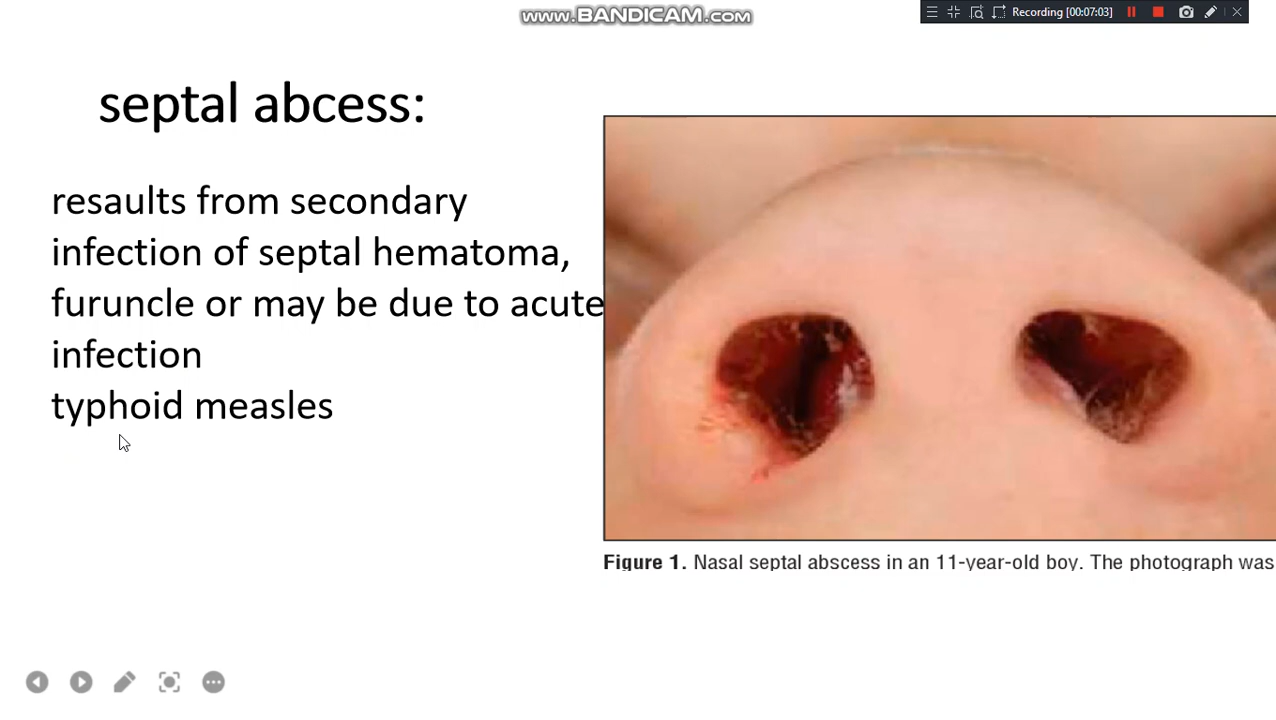 www.BANDICAM.com
Recording [00:07:03]
septal abcess:
resaults from secondary
infection of septal hematoma,
furuncle or may be due to acute
infection
typhoid measles
Figure 1. Nasal septal abscess in an 11-year-old boy. The photograph was